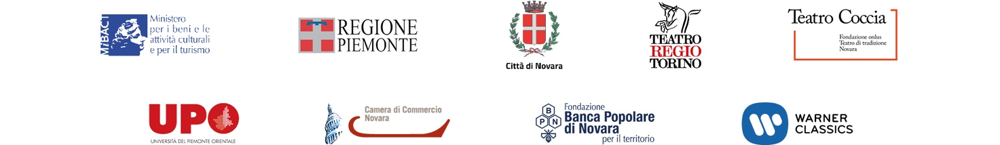 MiBACT
Ministero
per i beni e le
attività culturali
e per il turismo
REGIONE
PIEMONTE
Città di Novara
TEATRO
REGIO
TORINO
Teatro Coccia
Fondazione onlus
Teatro di tradizione
Novara
UPO
UNIVERSITÀ DEL PIEMONTE ORIENTALE
Camera di Commercio
Novara
B
P N
Fondazione
Banca Popolare
di Novara
per il territorio
W
WARNER
CLASSICS